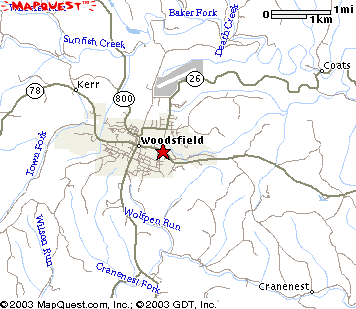 MAPQUEST
Baker Fork
Death Creek
0 1mi
1km
Sunfish Creek
Coats
26
Kerr
78
800
Woodsfield
Town Fork
Wolfpen Run
Wilson Run
Cranenest Fork
Cranenest
©2003 MapQuest.com, Inc.; ©2003 GDT, Inc.